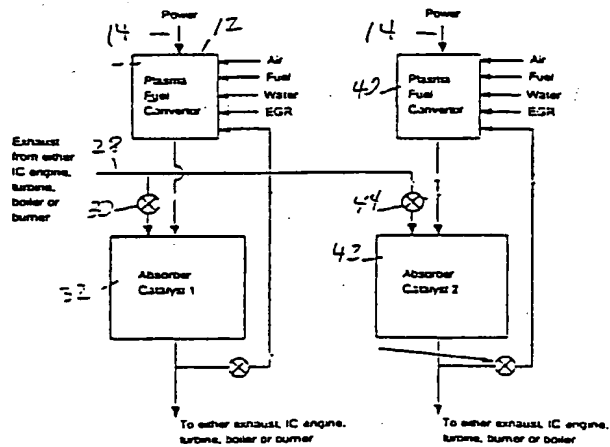 Power
14
12
Plasma
Fuel
Convertor
Air
Fuel
Water
EGR
Power
14
40
Plasma
Fuel
Convertor
Air
Fuel
Water
EGR
Exhaust
from either
IC engine,
turbine,
boiler or
burner
44
Absorber
Catalyst 1
42
Absorber
Catalyst 2
To either exhaust, IC engine,
turbine, boiler or burner
To either exhaust, IC engine,
turbine, burner or boiler